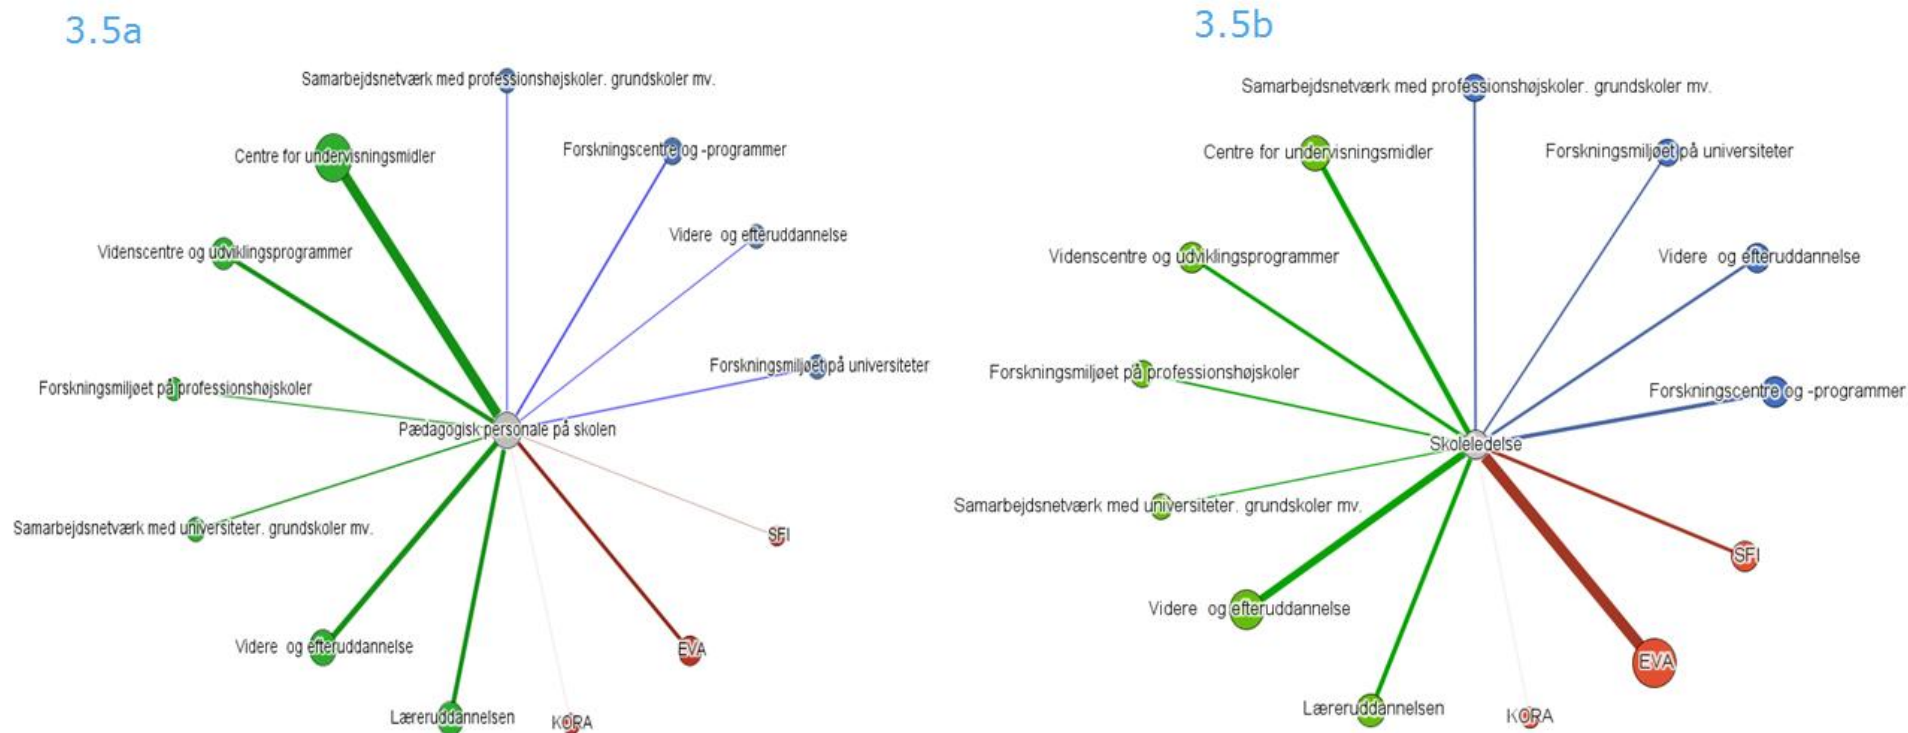 3.5a
Samarbejdsnetværk med professionshøjskoler. grundskoler mv.
Centre for undervisningsmidler
Forskningscentre og -programmer
Videre og efteruddannelse
Videnscentre og udviklingsprogrammer
Forskningsmiljøet på universiteter
Forskningsmiljøet på professionshøjskoler
Pædagogisk personale på skolen
Samarbejdsnetværk med universiteter. grundskoler mv.
SFI
Videre og efteruddannelse
EVA
Læreruddannelsen
KORA
3.5b
Samarbejdsnetværk med professionshøjskoler. grundskoler mv.
Centre for undervisningsmidler
Forskningsmiljøet på universiteter
Videnscentre og udviklingsprogrammer
Videre og efteruddannelse
Forskningsmiljøet på professionshøjskoler
Forskningscentre og -programmer
Skoleledelse
Samarbejdsnetværk med universiteter. grundskoler mv.
SFI
Videre og efteruddannelse
EVA
Læreruddannelsen
KORA